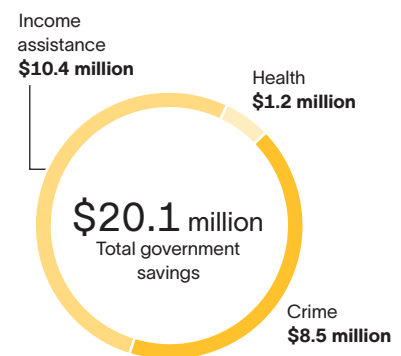 Income
assistance
$10.4 million
Health
$1.2 million
$20.1 million
Total government
savings
Crime
$8.5 million